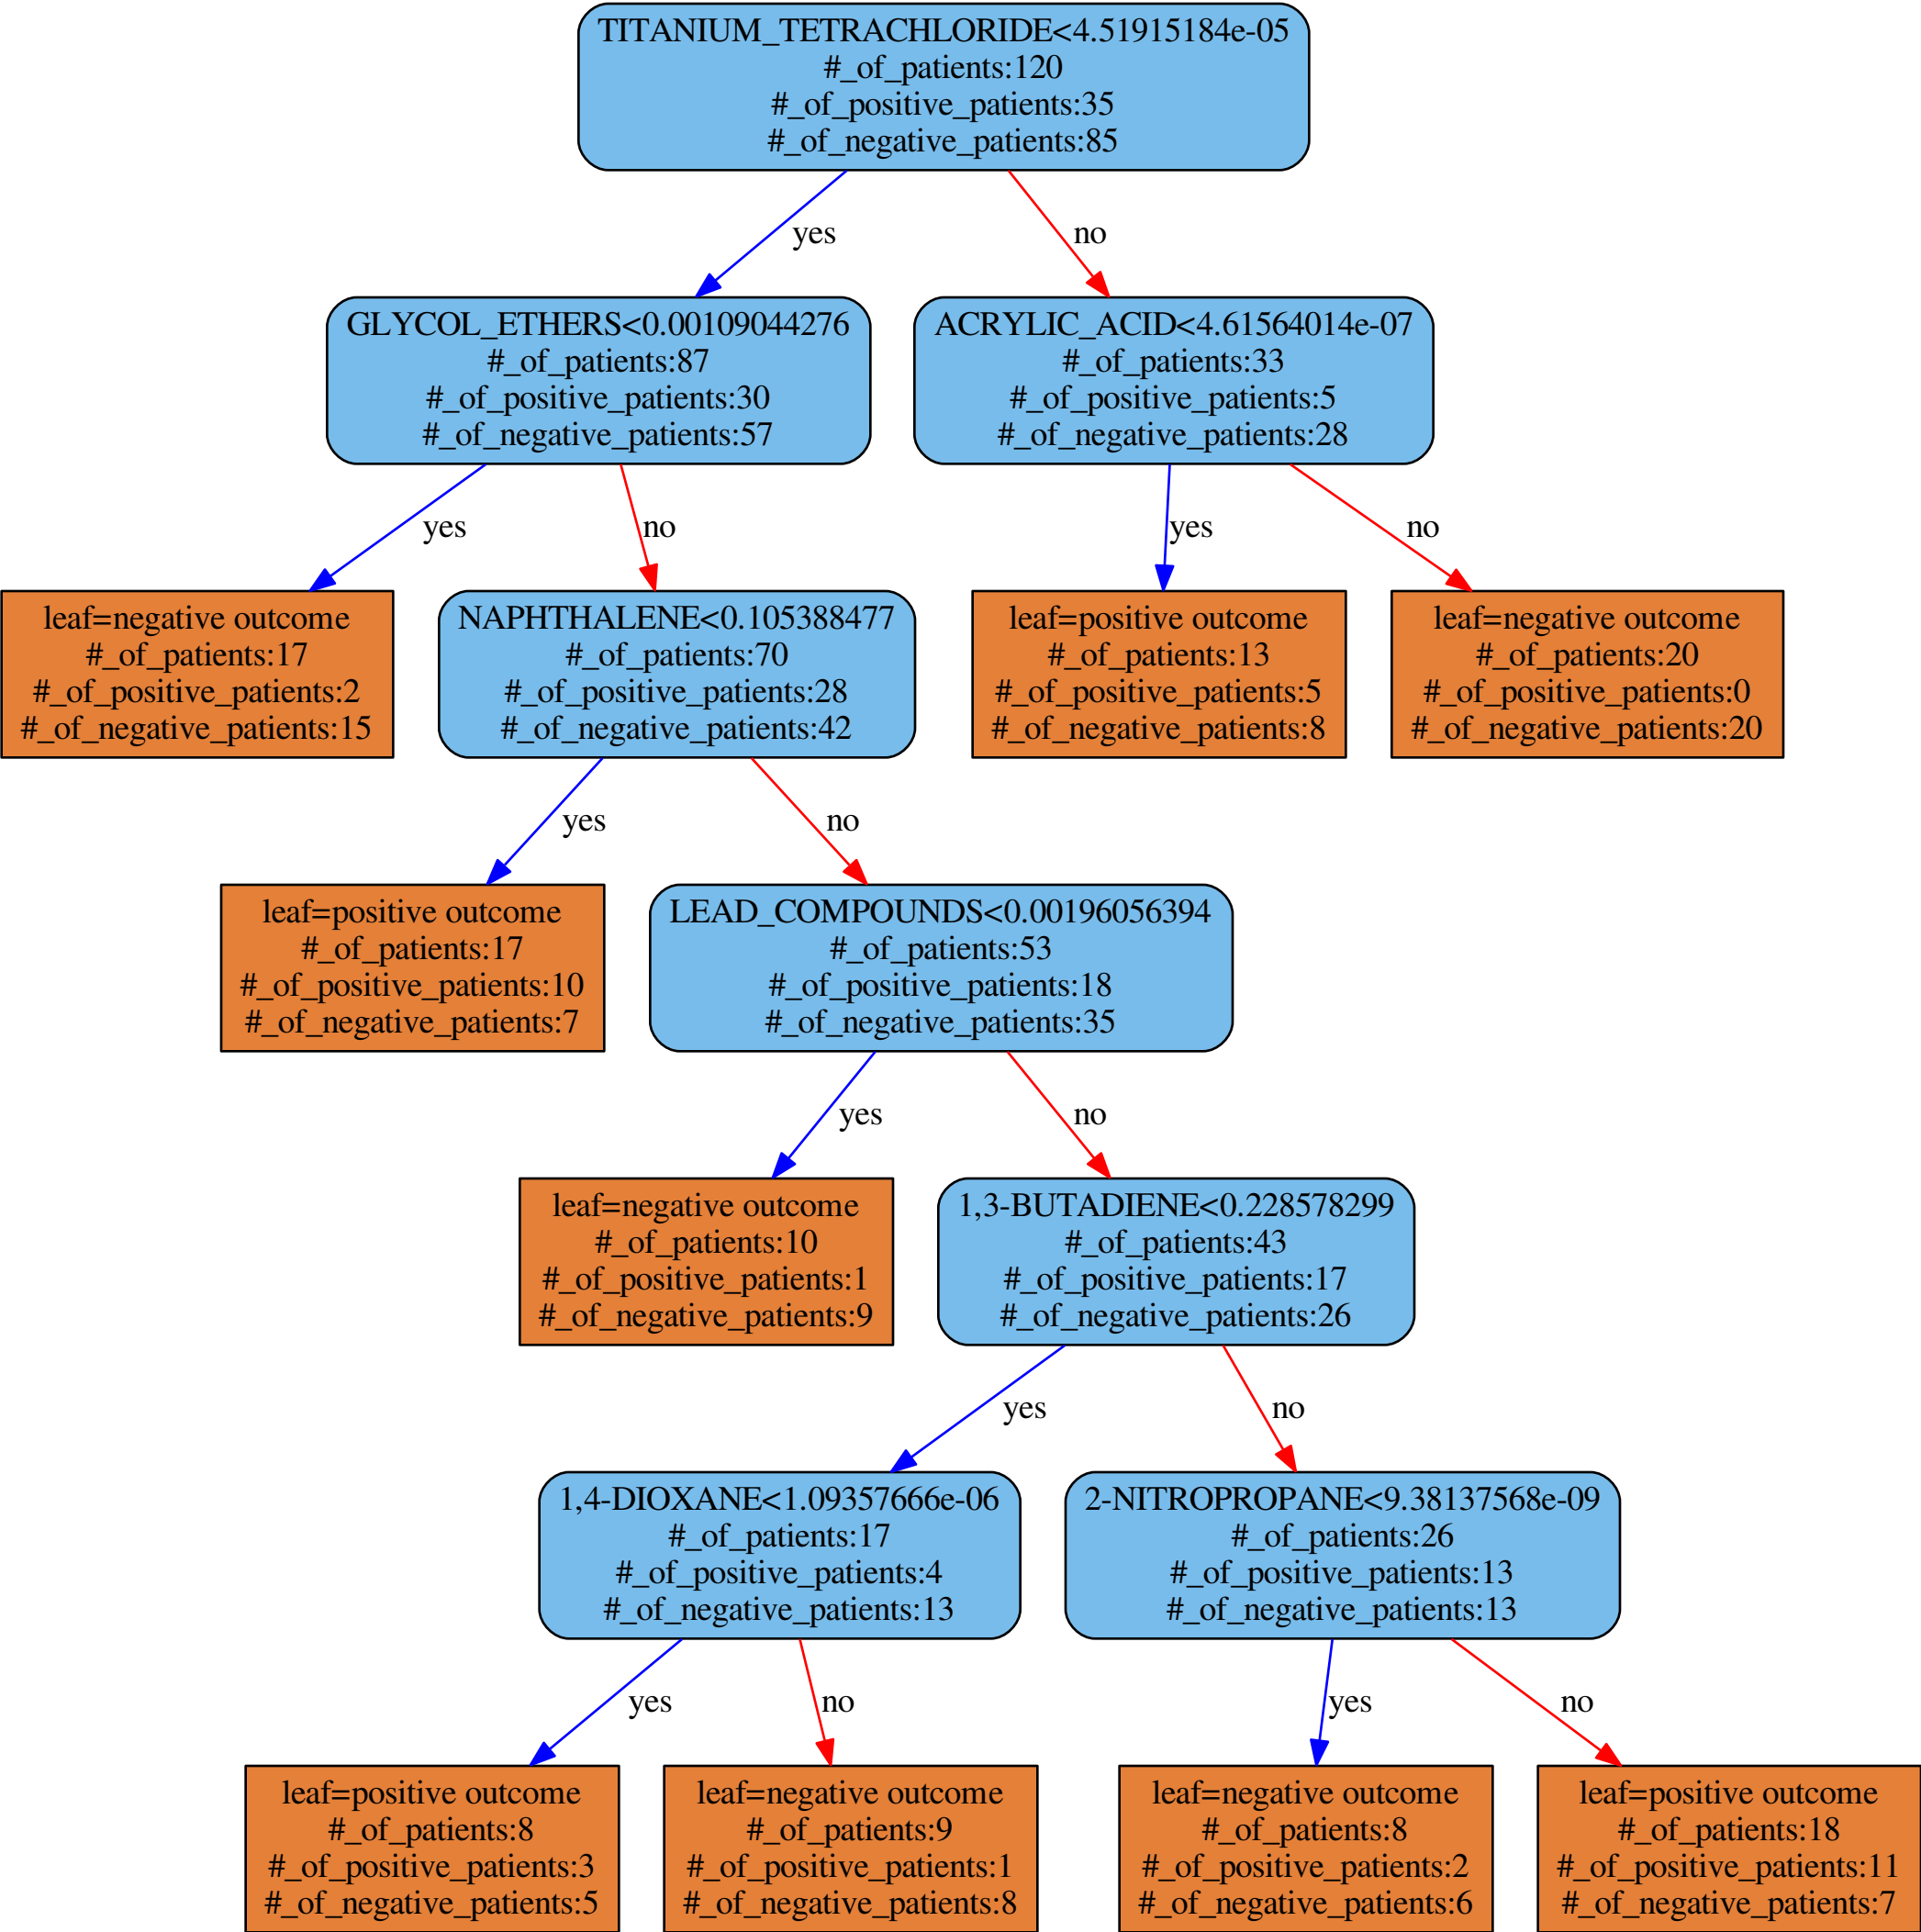 TITANIUM_TETRACHLORIDE<4.51915184e-05
#_of_patients:120
#_of_positive_patients:35
#_of_negative_patients:85
yes
no
GLYCOL_ETHERS<0.00109044276
#_of_patients:87
#_of_positive_patients:30
#_of_negative_patients:57
ACRYLIC_ACID<4.61564014e-07
#_of_patients:33
#_of_positive_patients:5
#_of_negative_patients:28
yes
no
yes
no
leaf=negative outcome
#_of_patients:17
#_of_positive_patients:2
#_of_negative_patients:15
NAPHTHALENE<0.105388477
#_of_patients:70
#_of_positive_patients:28
#_of_negative_patients:42
leaf=positive outcome
#_of_patients:13
#_of_positive_patients:5
#_of_negative_patients:8
leaf=negative outcome
#_of_patients:20
#_of_positive_patients:0
#_of_negative_patients:20
yes
no
leaf=positive outcome
#_of_patients:17
#_of_positive_patients:10
#_of_negative_patients:7
LEAD_COMPOUNDS<0.00196056394
#_of_patients:53
#_of_positive_patients:18
#_of_negative_patients:35
yes
no
leaf=negative outcome
#_of_patients:10
#_of_positive_patients:1
#_of_negative_patients:9
1,3-BUTADIENE<0.228578299
#_of_patients:43
#_of_positive_patients:17
#_of_negative_patients:26
yes
no
1,4-DIOXANE<1.09357666e-06
#_of_patients:17
#_of_positive_patients:4
#_of_negative_patients:13
2-NITROPROPANE<9.38137568e-09
#_of_patients:26
#_of_positive_patients:13
#_of_negative_patients:13
yes
no
yes
no
leaf=positive outcome
#_of_patients:8
#_of_positive_patients:3
#_of_negative_patients:5
leaf=negative outcome
#_of_patients:9
#_of_positive_patients:1
#_of_negative_patients:8
leaf=negative outcome
#_of_patients:8
#_of_positive_patients:2
#_of_negative_patients:6
leaf=positive outcome
#_of_patients:18
#_of_positive_patients:11
#_of_negative_patients:7